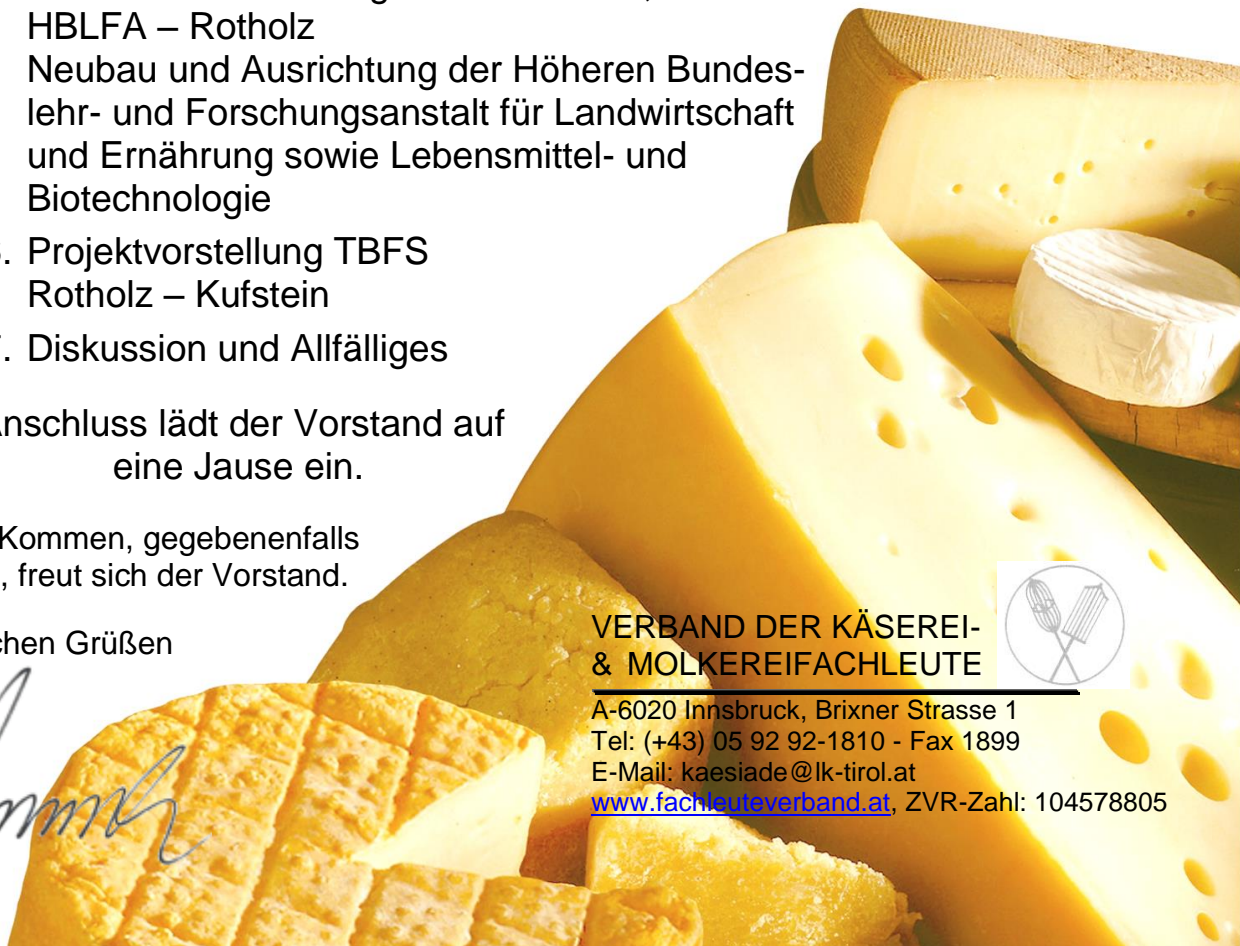 HBLFA – Rotholz
Neubau und Ausrichtung der Höheren Bundes-
lehr- und Forschungsanstalt für Landwirtschaft
und Ernährung sowie Lebensmittel- und
Biotechnologie
. Projektvorstellung TBFS
Rotholz – Kufstein
. Diskussion und Allfälliges
nschluss lädt der Vorstand auf
eine Jause ein.
Kommen, gegebenenfalls
, freut sich der Vorstand.
chen Grüßen
VERBAND DER KÄSEREI-
& MOLKEREIFACHLEUTE
A-6020 Innsbruck, Brixner Strasse 1
Tel: (+43) 05 92 92-1810 - Fax 1899
E-Mail: kaesiade@lk-tirol.at
www.fachleuteverband.at, ZVR-Zahl: 104578805